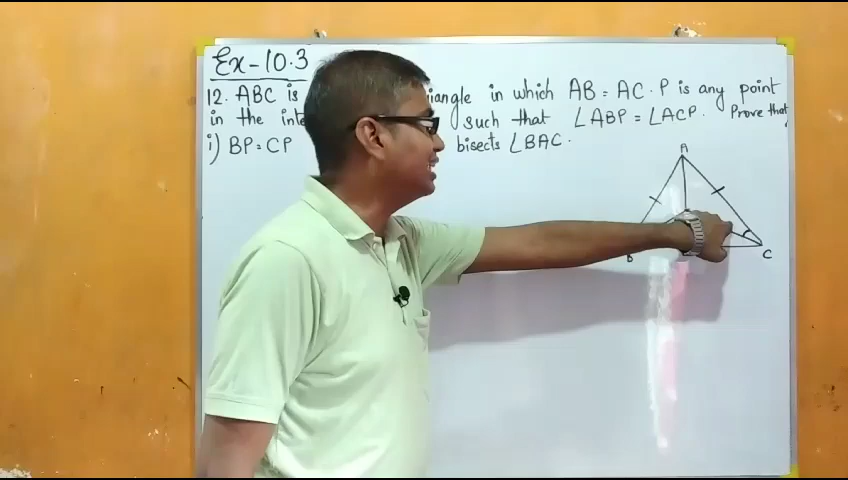 Ex-10.3
12. ABC is iangle in which AB = AC. P is any point
in the inte such that ∠ABP = ∠ACP. Prove that
i) BP = CP bisects ∠BAC.
A
B
C